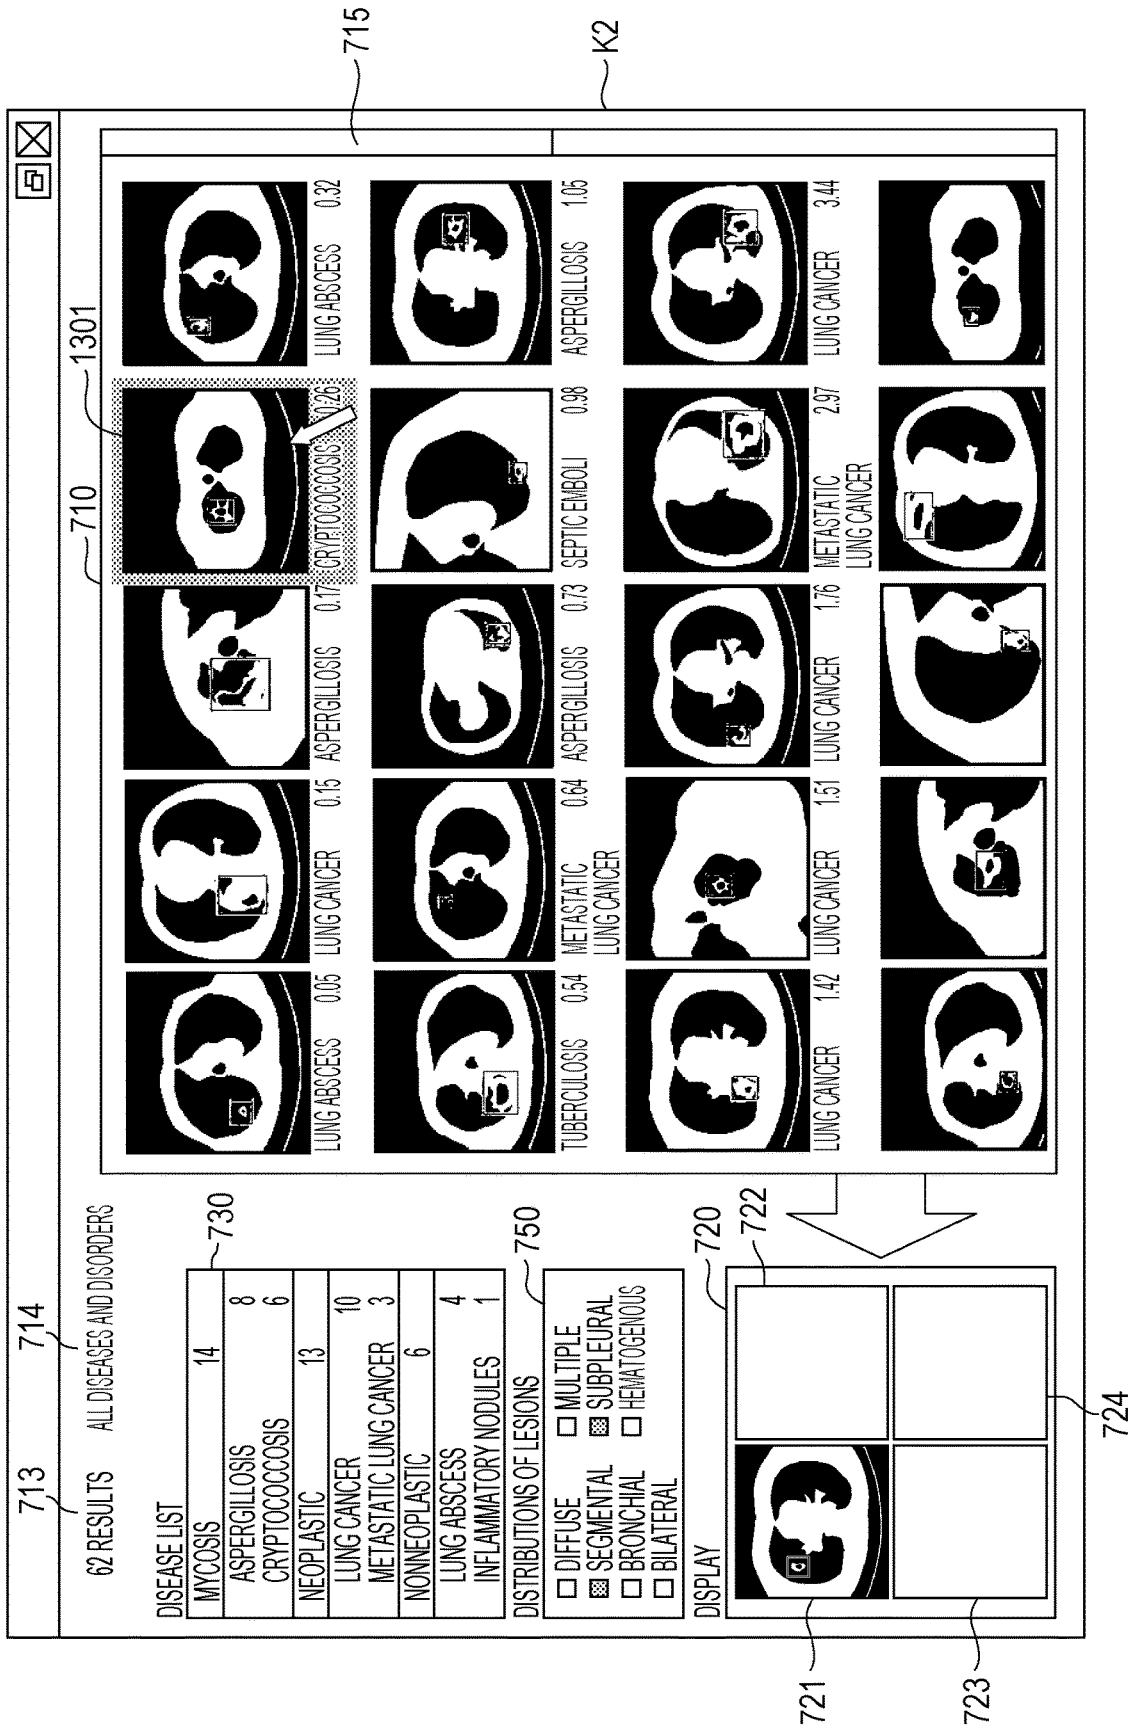 713
714
710
1301
715
K2
62 RESULTS
ALL DISEASES AND DISORDERS
DISEASE LIST
730
MYCOSIS 14
ASPERGILLOSIS 8
CRYPTOCOCCOSIS 6
NEOPLASTIC 13
LUNG CANCER 10
METASTATIC LUNG CANCER 3
NONNEOPLASTIC 6
LUNG ABSCESS 4
INFLAMMATORY NODULES 1
DISTRIBUTIONS OF LESIONS
750
DIFFUSE MULTIPLE
SEGMENTAL SUBPLEURAL
BRONCHIAL HEMATOGENOUS
BILATERAL
DISPLAY
720
722
721
723
724
LUNG ABSCESS 0.05
LUNG CANCER 0.15
ASPERGILLOSIS 0.17
CRYPTOCOCCOSIS 0.26
LUNG ABSCESS 0.32
TUBERCULOSIS 0.54
METASTATIC 0.64
LUNG CANCER
ASPERGILLOSIS 0.73
SEPTIC EMBOLI 0.98
ASPERGILLOSIS 1.05
LUNG CANCER 1.42
LUNG CANCER 1.51
LUNG CANCER 1.76
METASTATIC 2.97
LUNG CANCER
LUNG CANCER 3.44